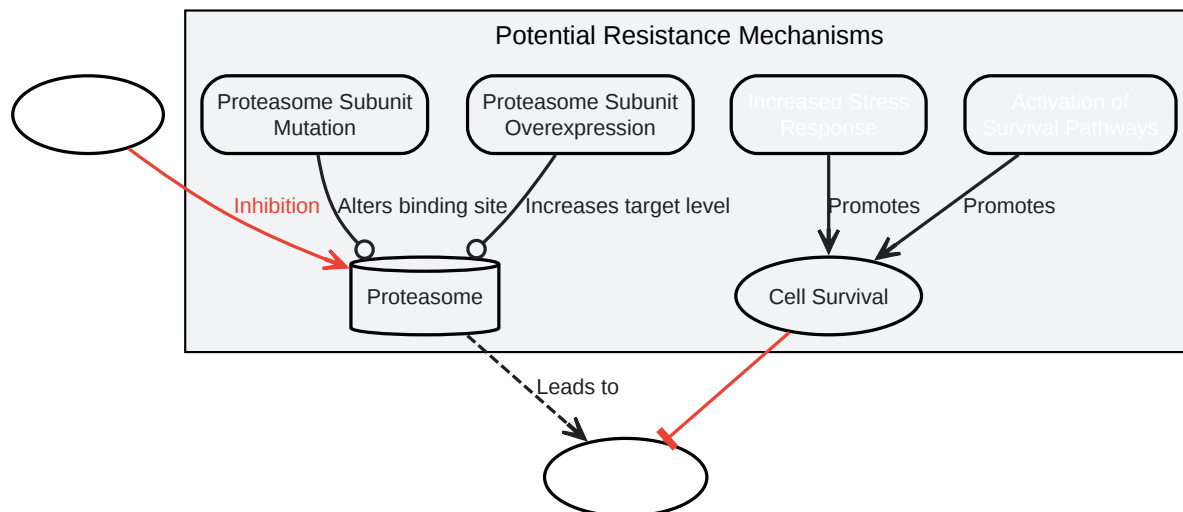 Potential Resistance Mechanisms
Proteasome Subunit
Mutation
Proteasome Subunit
Overexpression
Increased Stress
Response
Activation of
Survival Pathways
Inhibition
Alters binding site
Increases target level
Promotes
Promotes
Proteasome
Cell Survival
Leads to